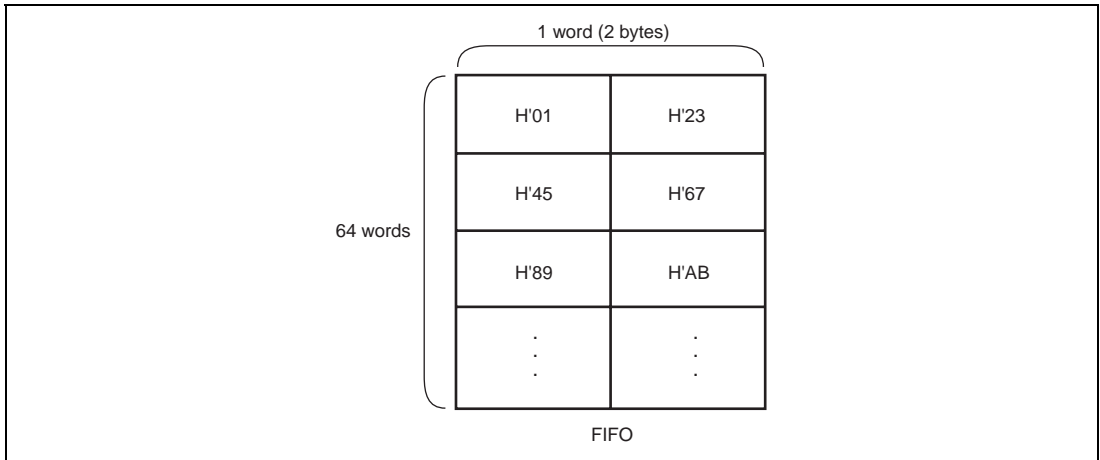 1 word (2 bytes)
H'01 H'23
H'45 H'67
64 words
H'89 H'AB
. .
. .
. .
FIFO